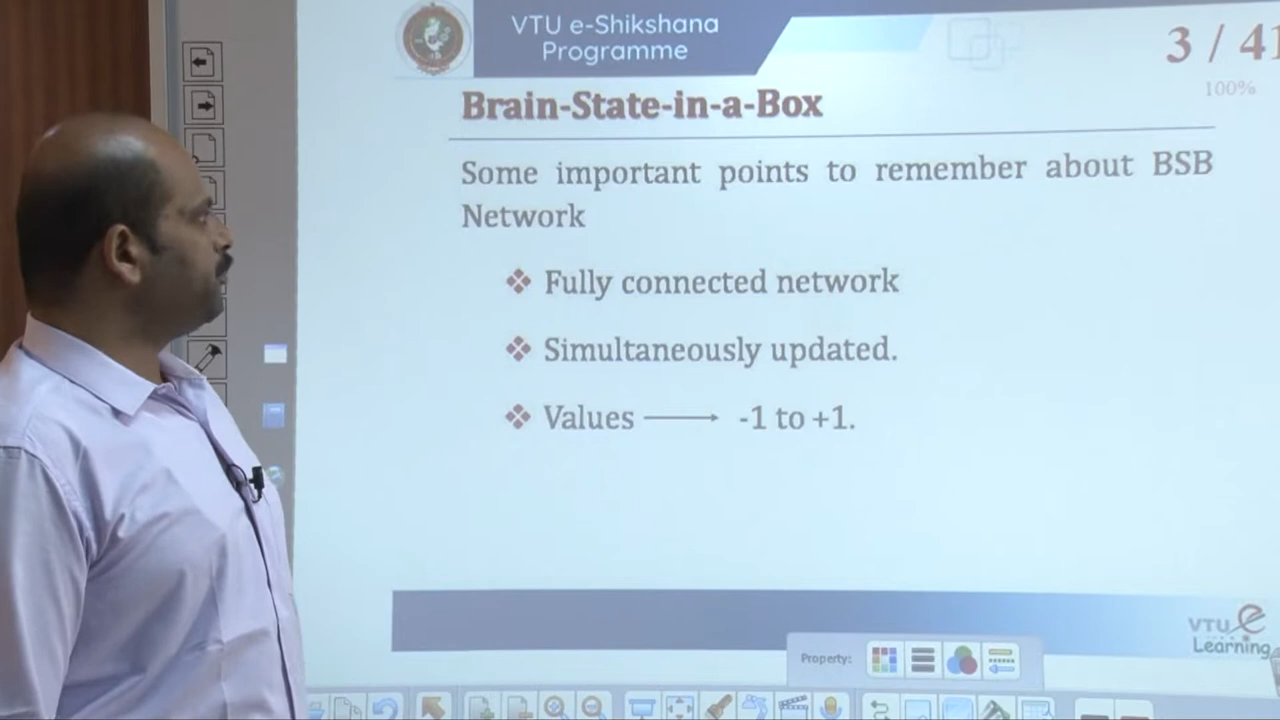 VTU e-Shikshana
Programme
3 / 41
100%
Brain-State-in-a-Box
Some important points to remember about BSB
Network
Fully connected network
Simultaneously updated.
Values -1 to +1.
VTU
Learning
Property: